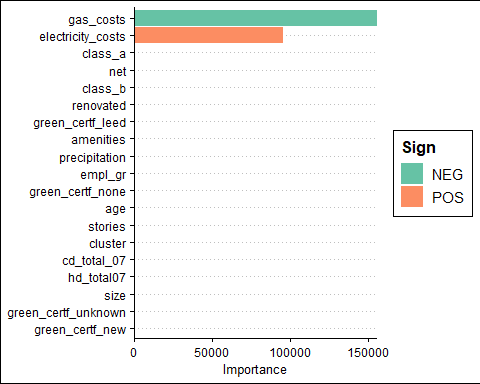 gas_costs
electricity_costs
class_a
net
class_b
renovated
green_certf_leed
amenities
precipitation
empl_gr
green_certf_none
age
stories
cluster
cd_total_07
hd_total07
size
green_certf_unknown
green_certf_new
0 50000 100000 150000
Importance
Sign
NEG
POS